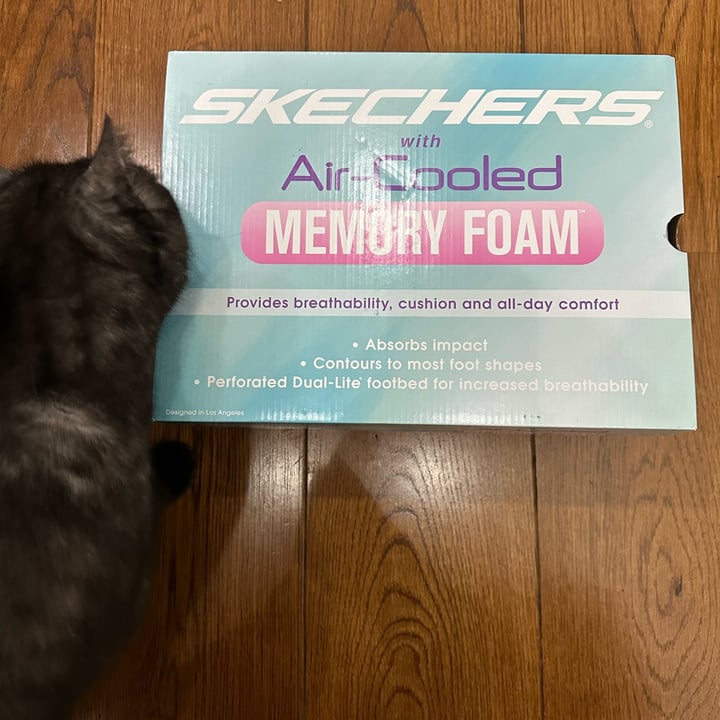 SKECHERS®
with
Air-Cooled
MEMORY FOAM™
Provides breathability, cushion and all-day comfort
• Absorbs impact
• Contours to most foot shapes
• Perforated Dual-Lite® footbed for increased breathability
Designed in Los Angeles